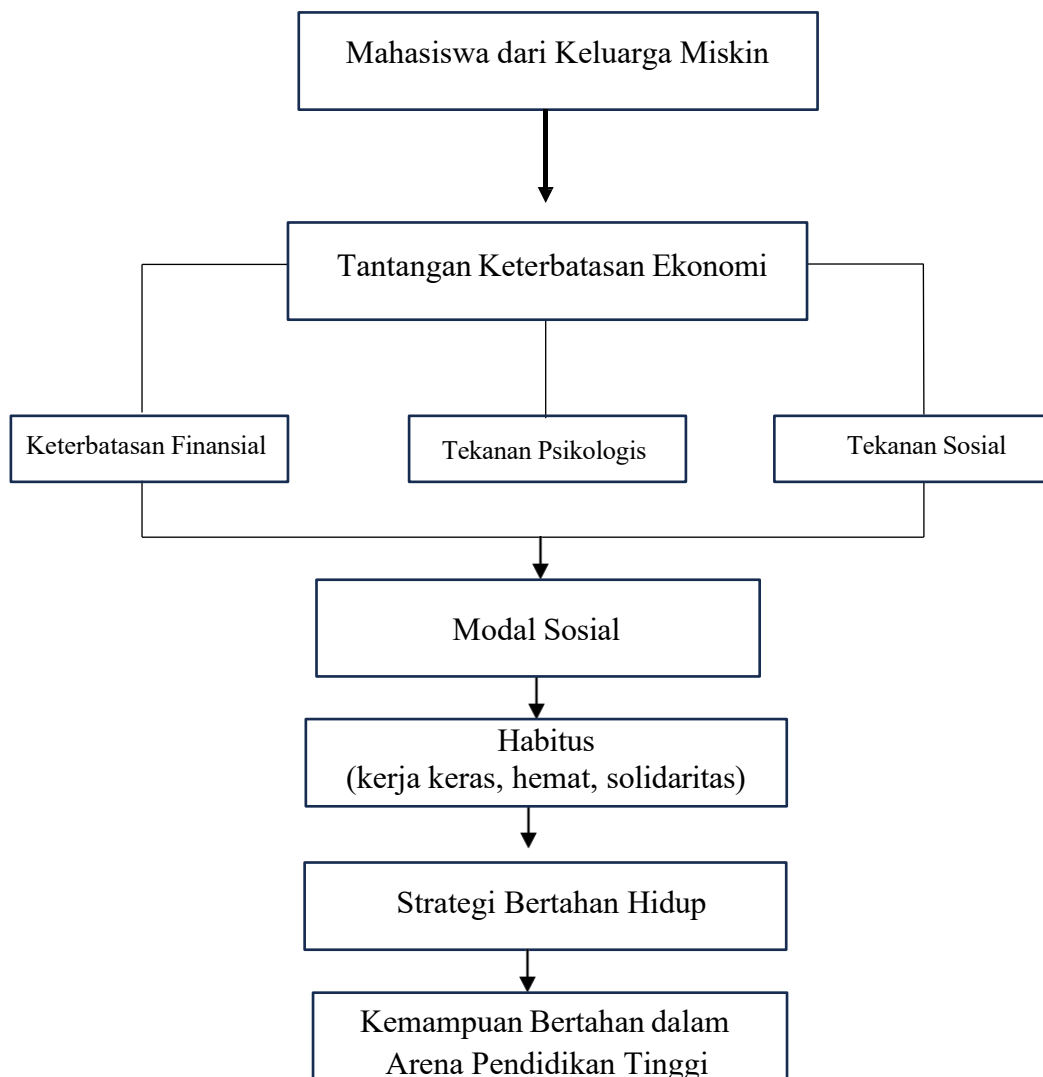 Mahasiswa dari Keluarga Miskin
Tantangan Keterbatasan Ekonomi
Keterbatasan Finansial
Tekanan Psikologis
Tekanan Sosial
Modal Sosial
Habitus
(kerja keras, hemat, solidaritas)
Strategi Bertahan Hidup
Kemampuan Bertahan dalam
Arena Pendidikan Tinggi